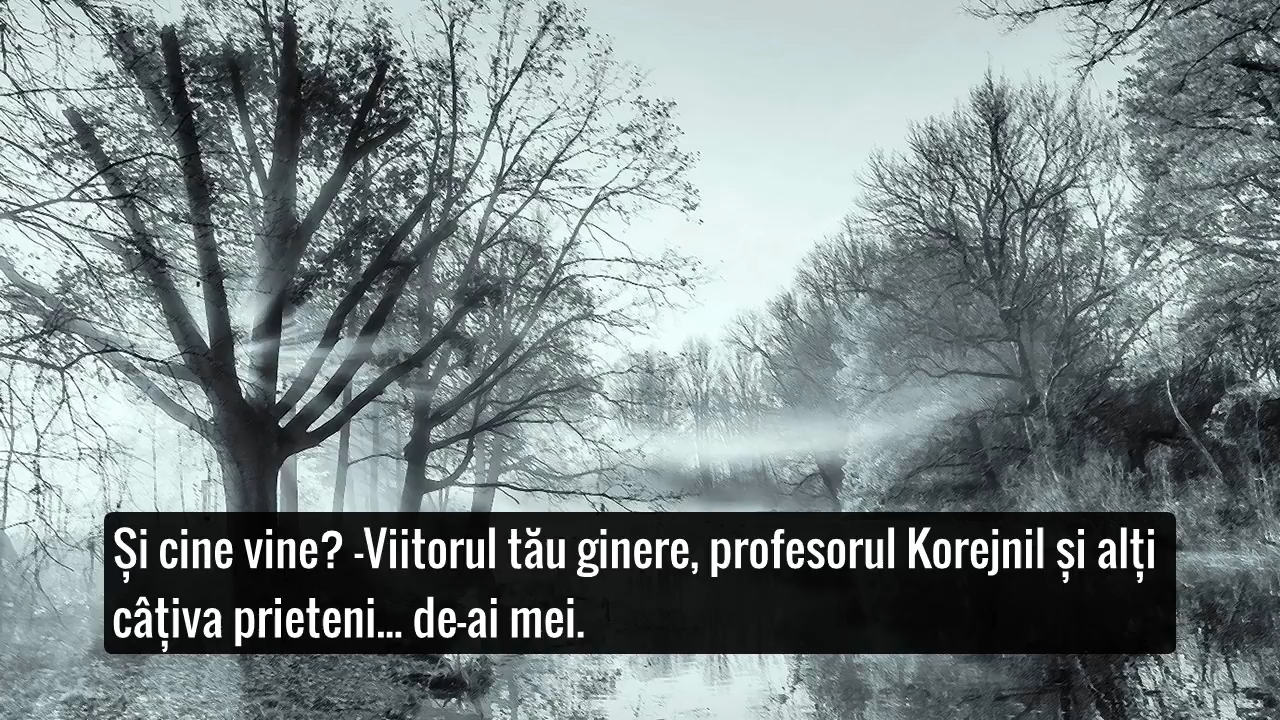 Și cine vine? -Viitorul tău ginere, profesorul Korejnil și alți
câțiva prieteni... de-ai mei.